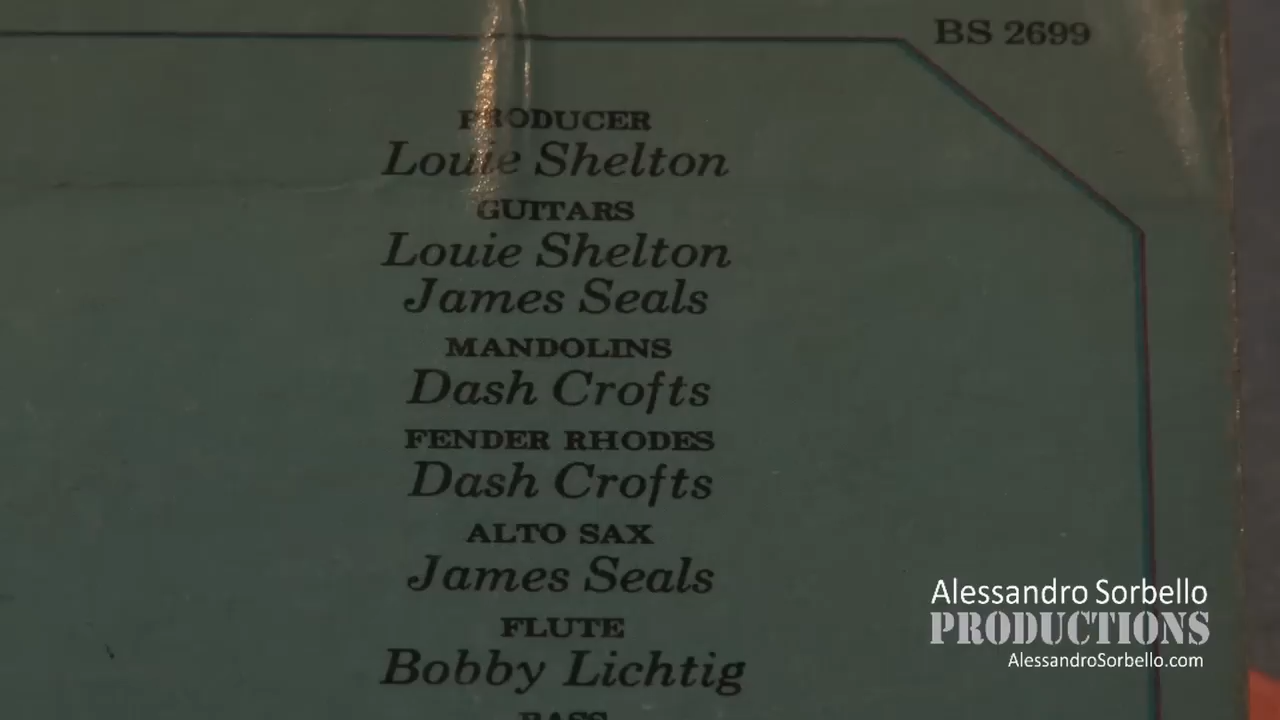 BS 2699
PRODUCER
Louie Shelton
GUITARS
Louie Shelton
James Seals
MANDOLINS
Dash Crofts
FENDER RHODES
Dash Crofts
ALTO SAX
James Seals
FLUTE
Bobby Lichtig
BASS
Alessandro Sorbello
PRODUCTIONS
AlessandroSorbello.com